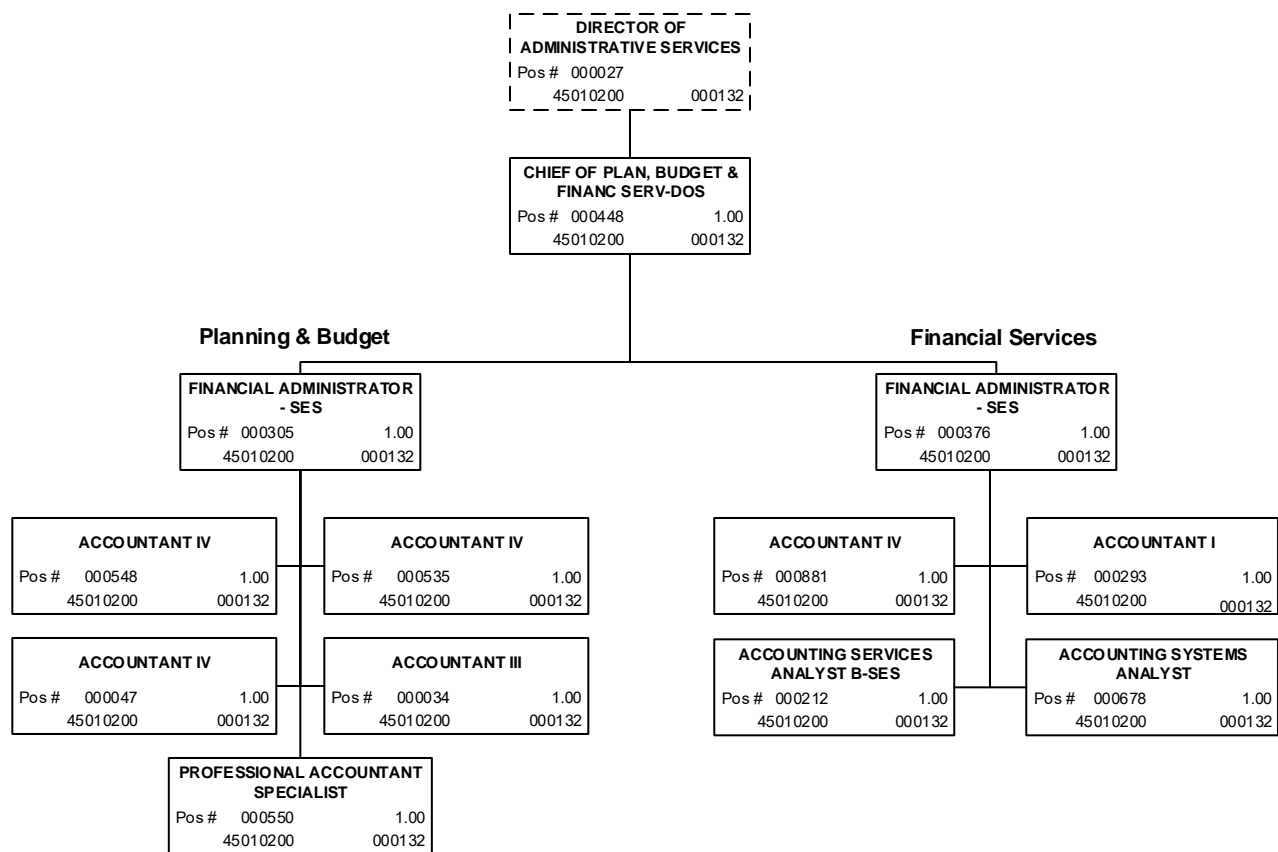 DIRECTOR OF
ADMINISTRATIVE SERVICES
Pos # 000027
45010200 000132
CHIEF OF PLAN, BUDGET &
FINANC SERV-DOS
Pos # 000448 1.00
45010200 000132
Planning & Budget
FINANCIAL ADMINISTRATOR
- SES
Pos # 000305 1.00
45010200 000132
ACCOUNTANT IV
Pos # 000548 1.00
45010200 000132
ACCOUNTANT IV
Pos # 000535 1.00
45010200 000132
ACCOUNTANT IV
Pos # 000047 1.00
45010200 000132
ACCOUNTANT III
Pos # 000034 1.00
45010200 000132
PROFESSIONAL ACCOUNTANT
SPECIALIST
Pos # 000550 1.00
45010200 000132
Financial Services
FINANCIAL ADMINISTRATOR
- SES
Pos # 000376 1.00
45010200 000132
ACCOUNTANT IV
Pos # 000881 1.00
45010200 000132
ACCOUNTANT I
Pos # 000293 1.00
45010200 000132
ACCOUNTING SERVICES
ANALYST B-SES
Pos # 000212 1.00
45010200 000132
ACCOUNTING SYSTEMS
ANALYST
Pos # 000678 1.00
45010200 000132